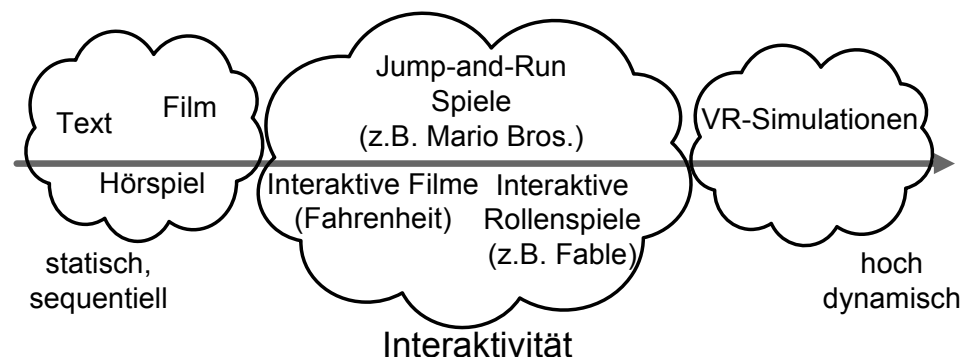 Text
Film
Hörspiel
Jump-and-Run
Spiele
(z.B. Mario Bros.)
Interaktive Filme
(Fahrenheit)
Interaktive
Rollenspiele
(z.B. Fable)
VR-Simulationen
statisch,
sequentiell
hoch
dynamisch
Interaktivität